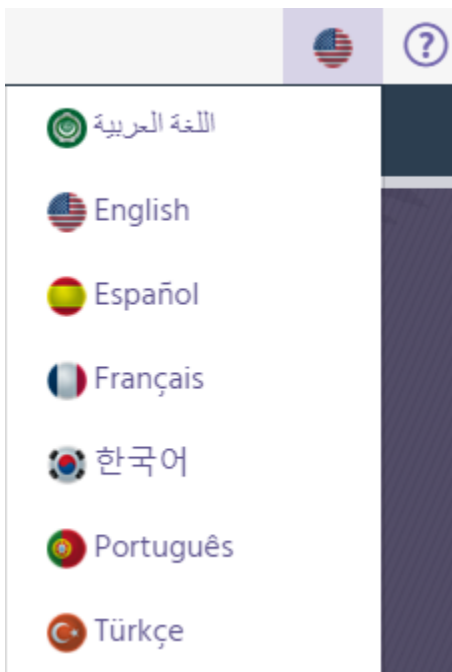 ?
اللغة العربية
English
Español
Français
한국어
Português
Türkçe